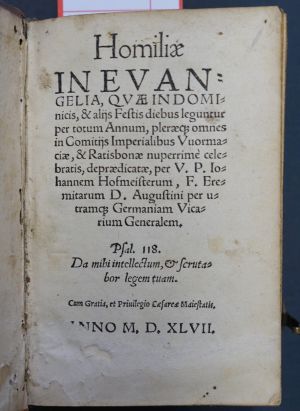 Homiliæ
IN EVAN-
GELIA, QVÆ IN DOMI-
nicis, & alijs Festis diebus leguntur
per totum Annum, pleræq; omnes
in Comitijs Imperialibus Vuorma-
ciæ, & Ratisbonæ nuperrimè cele-
bratis, deprædicatæ, per V. P. Io-
hannem Hofmeisterum, F. Ere-
mitarum D. Augustini per u-
tramq; Germaniam Vica-
rium Generalem.
Psal. 118.
Da mihi intellectum, & scruta-
bor legem tuam.
Cum Gratia, et Priuilegio Cæsareæ Maiestatis.
ANNO M. D. XLVII.